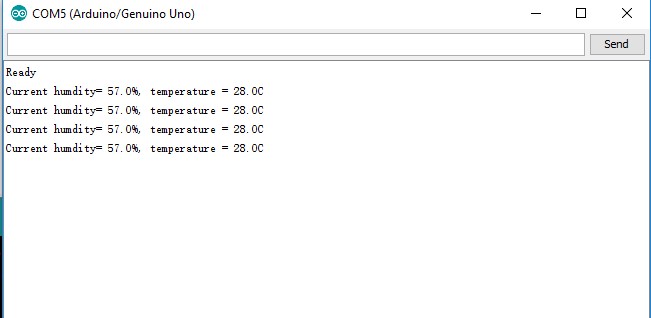 COM5 (Arduino/Genuino Uno)
Send
Ready
Current humdity= 57.0%, temperature = 28.0C
Current humdity= 57.0%, temperature = 28.0C
Current humdity= 57.0%, temperature = 28.0C
Current humdity= 57.0%, temperature = 28.0C